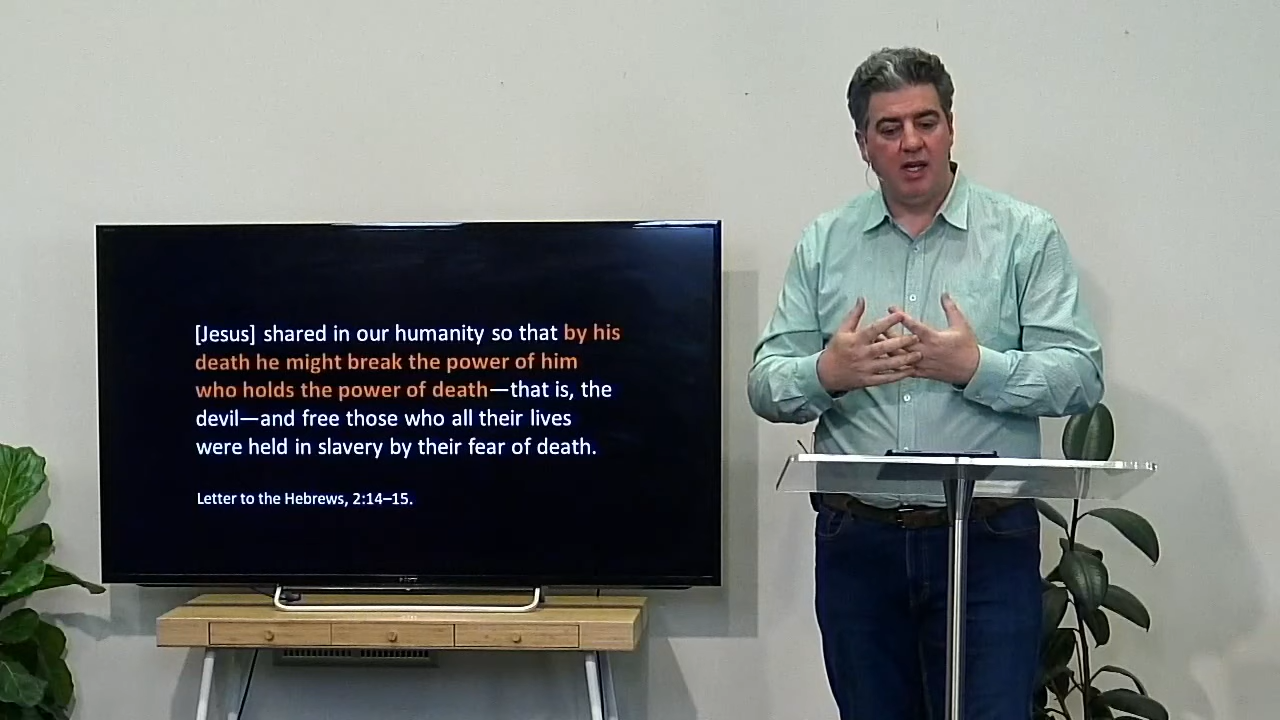 [Jesus] shared in our humanity so that by his
death he might break the power of him
who holds the power of death—that is, the
devil—and free those who all their lives
were held in slavery by their fear of death.
Letter to the Hebrews, 2:14–15.